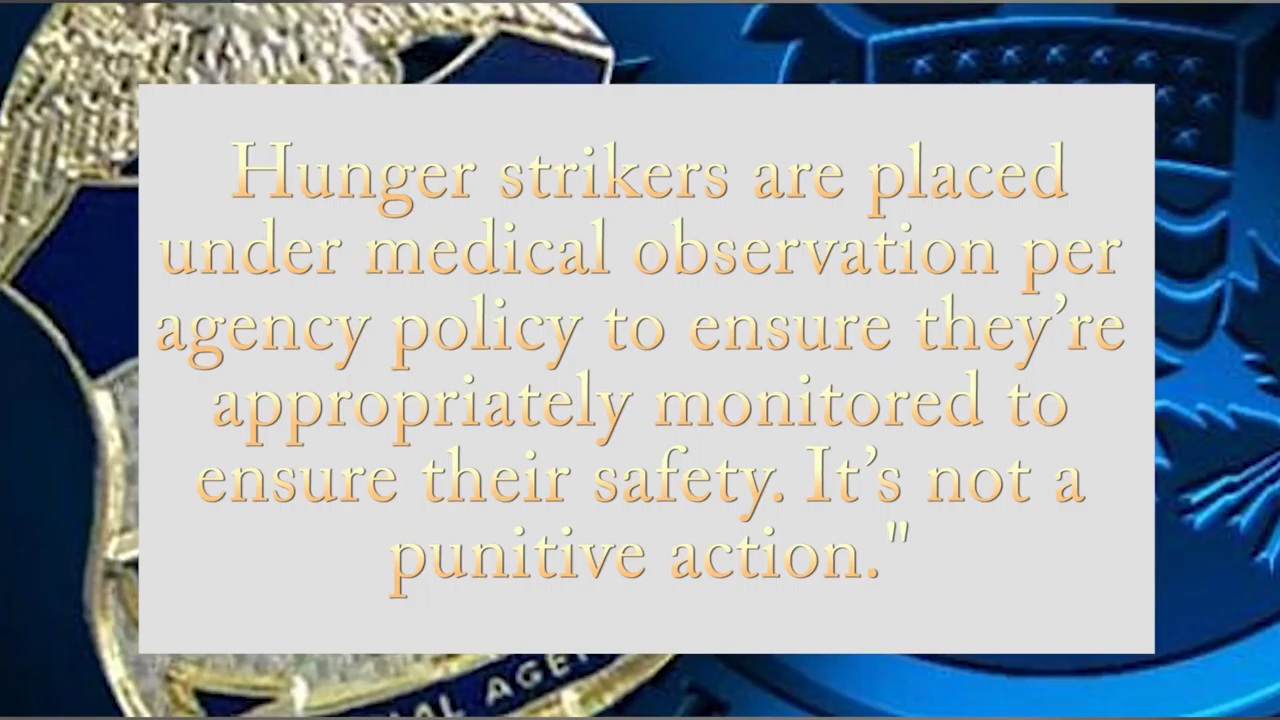 Hunger strikers are placed
under medical observation per
agency policy to ensure they’re
appropriately monitored to
ensure their safety. It’s not a
punitive action."